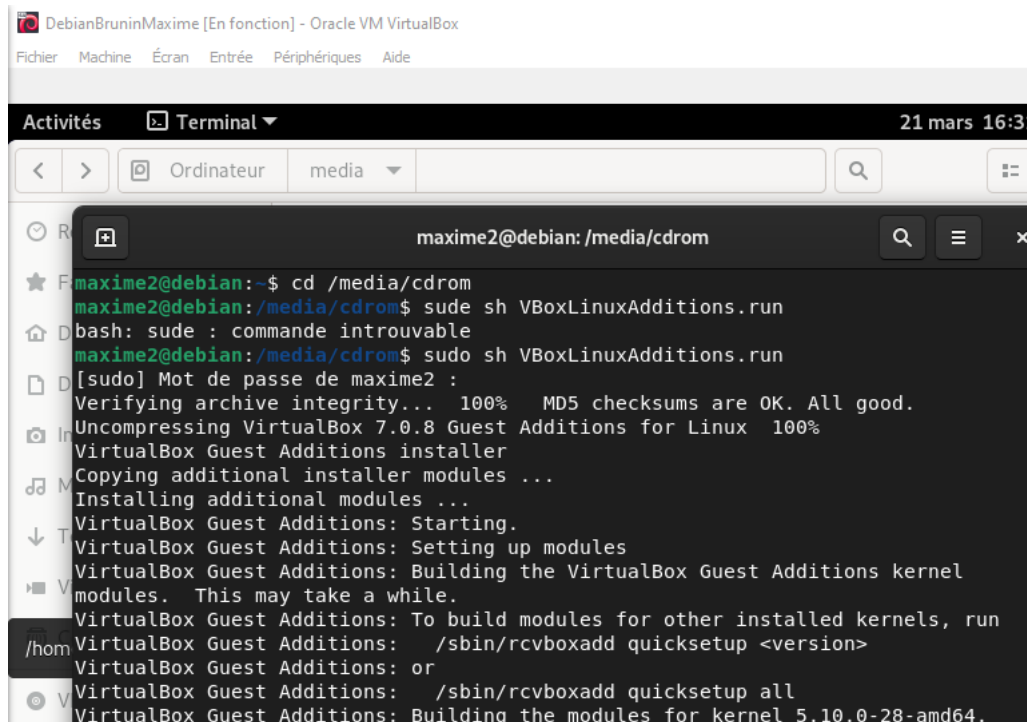 DebianBruninMaxime [En fonction] - Oracle VM VirtualBox
Fichier Machine Écran Entrée Périphériques Aide
Activités Terminal 21 mars 16:3
Ordinateur media
maxime2@debian: /media/cdrom
maxime2@debian:~$ cd /media/cdrom
maxime2@debian:/media/cdrom$ sude sh VBoxLinuxAdditions.run
bash: sude : commande introuvable
maxime2@debian:/media/cdrom$ sudo sh VBoxLinuxAdditions.run
[sudo] Mot de passe de maxime2 :
Verifying archive integrity... 100% MD5 checksums are OK. All good.
Uncompressing VirtualBox 7.0.8 Guest Additions for Linux 100%
VirtualBox Guest Additions installer
Copying additional installer modules ...
Installing additional modules ...
VirtualBox Guest Additions: Starting.
VirtualBox Guest Additions: Setting up modules
VirtualBox Guest Additions: Building the VirtualBox Guest Additions kernel
modules. This may take a while.
VirtualBox Guest Additions: To build modules for other installed kernels, run
/hom
VirtualBox Guest Additions: /sbin/rcvboxadd quicksetup <version>
VirtualBox Guest Additions: or
VirtualBox Guest Additions: /sbin/rcvboxadd quicksetup all
VirtualBox Guest Additions: Building the modules for kernel 5.10.0-28-amd64.